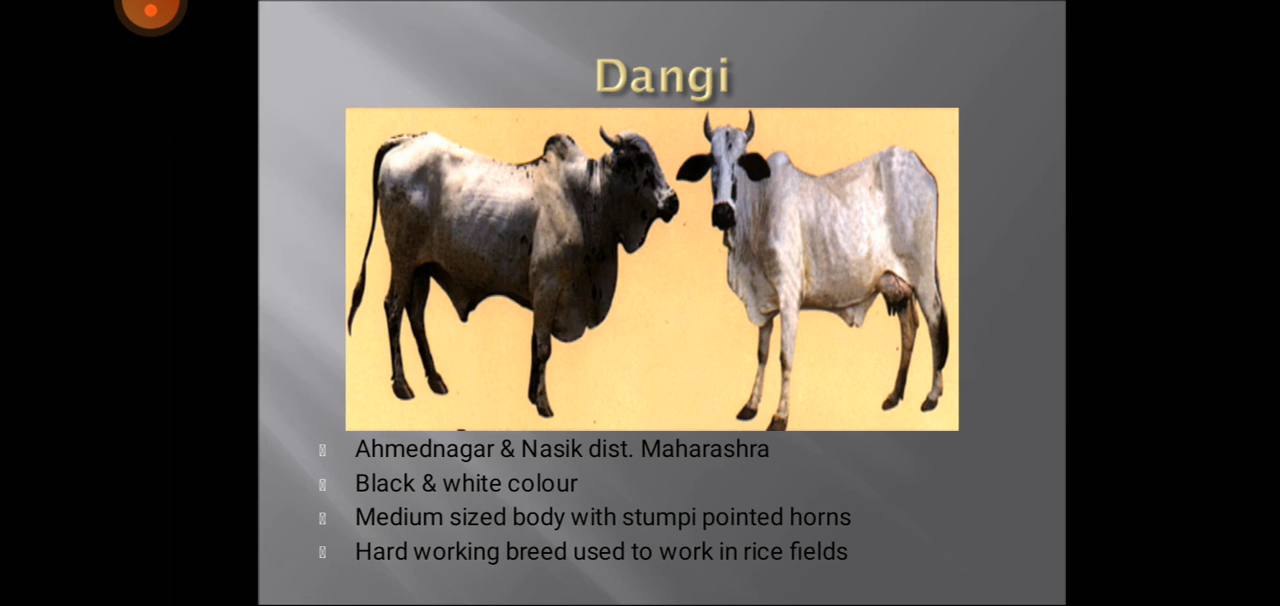 Dangi
Ahmednagar & Nasik dist. Maharashra
Black & white colour
Medium sized body with stumpi pointed horns
Hard working breed used to work in rice fields